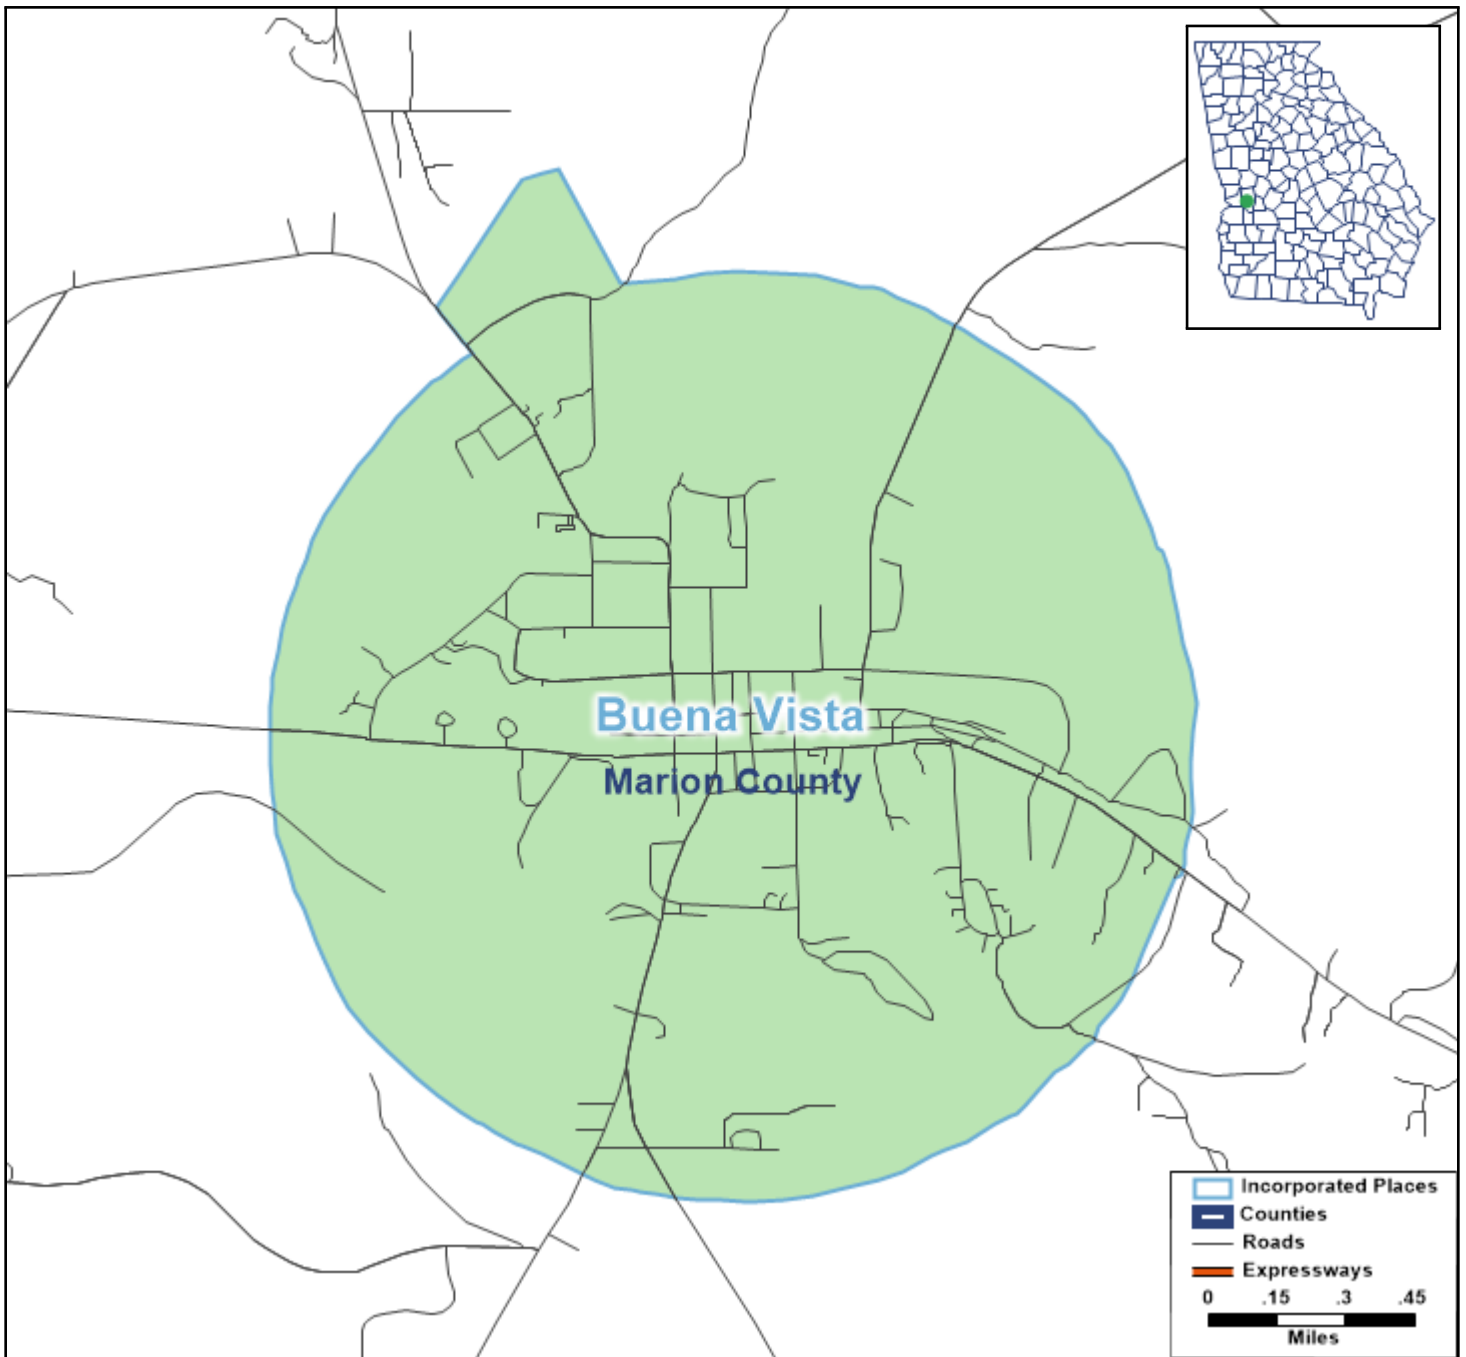 Buena Vista
Marion County
Incorporated Places
Counties
Roads
Expressways
0 .15 .3 .45
Miles